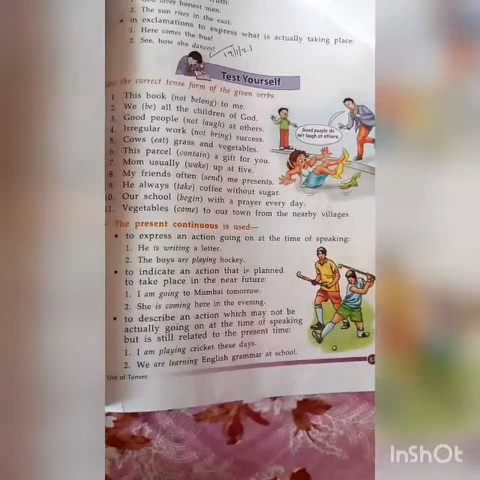 honest men.
2. The sun rises in the east.
• in exclamations to express what is actually taking place:
1. Here comes the bus!
2. See, how she dances!
19/1/21
Test Yourself
the correct tense form of the given verbs.
1. This book (not belong) to me.
2. We (be) all the children of God.
3. Good people (not laugh) at others.
4. Irregular work (not bring) success.
5. Cows (eat) grass and vegetables.
6. This parcel (contain) a gift for you.
7. Mom usually (wake) up at five.
8. My friends often (send) me presents.
9. He always (take) coffee without sugar.
10. Our school (begin) with a prayer every day.
11. Vegetables (come) to our town from the nearby villages.
Good people do
not laugh at others.
The present continuous is used—
• to express an action going on at the time of speaking:
1. He is writing a letter.
2. The boys are playing hockey.
• to indicate an action that is planned
to take place in the near future:
1. I am going to Mumbai tomorrow.
2. She is coming here in the evening.
• to describe an action which may not be
actually going on at the time of speaking
but is still related to the present time:
1. I am playing cricket these days.
2. We are learning English grammar at school.
Use of Tenses
InShOt